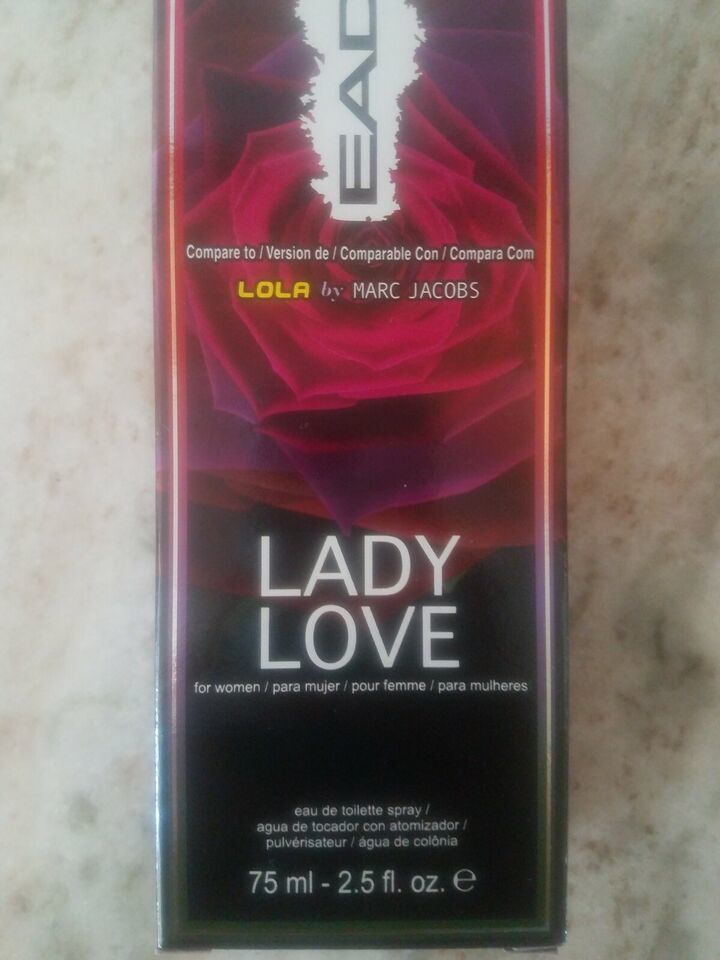 EAD
Compare to / Version de / Comparable Con / Compara Com
LOLA by MARC JACOBS
LADY
LOVE
for women / para mujer / pour femme / para mulheres
eau de toilette spray /
agua de tocador con atomizador /
pulvérisateur / água de colônia
75 ml - 2.5 fl. oz. ℮